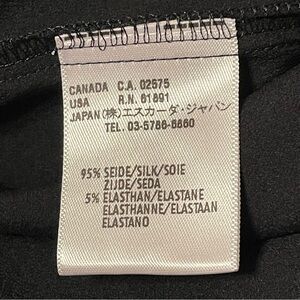 CANADA C.A. 02575
USA R.N. 61891
JAPAN (株)エスカーダ・ジャパン
TEL. 03-5786-6660
95% SEIDE/SILK/SOIE
ZIJDE/SEDA
5% ELASTHAN/ELASTANE
ELASTHANNE/ELASTAAN
ELASTANO